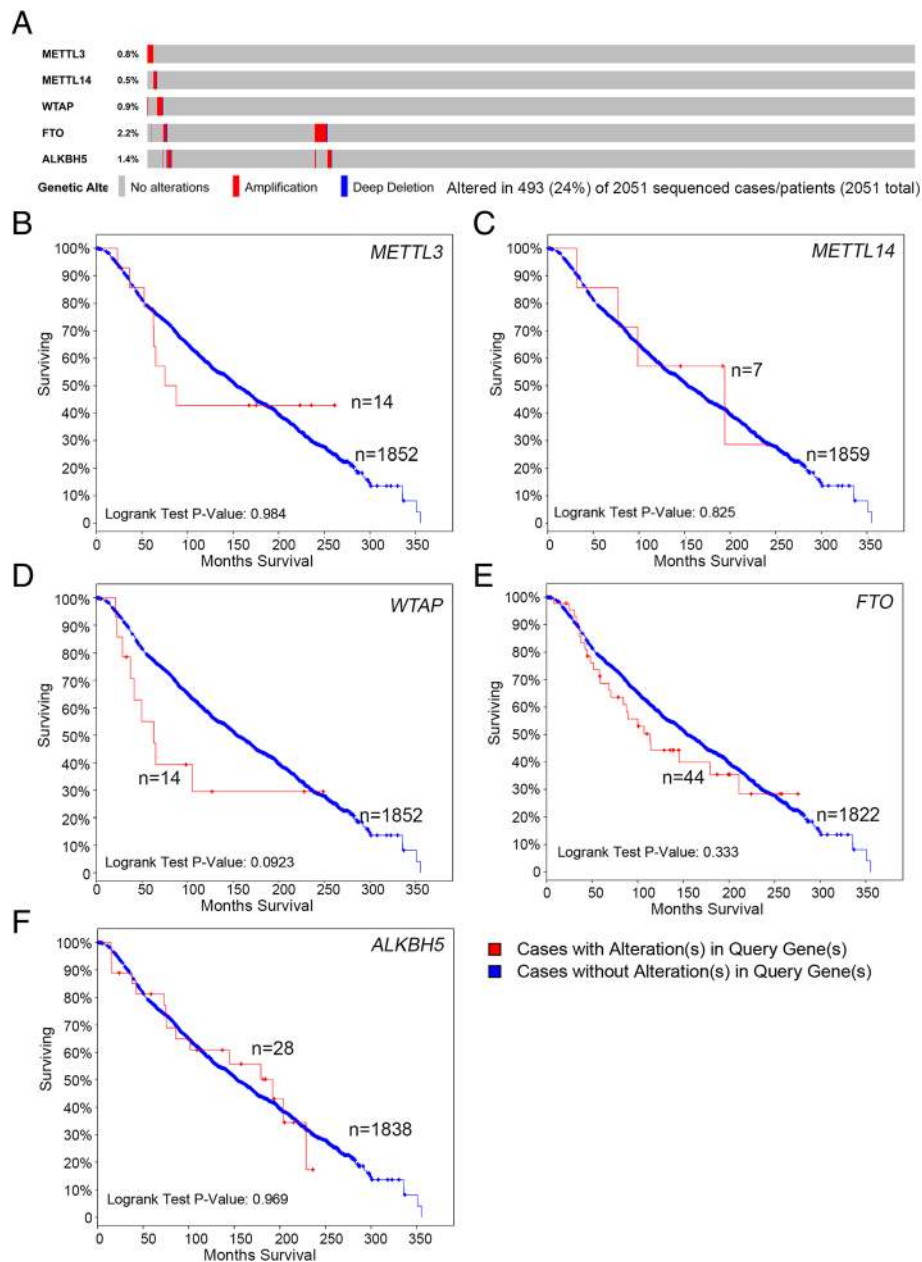 A
METTL3 0.8%
METTL14 0.5%
WTAP 0.9%
FTO 2.2%
ALKBH5 1.4%
Genetic Alte No alterations Amplification Deep Deletion Altered in 493 (24%) of 2051 sequenced cases/patients (2051 total)
B
METTL3
100%
90%
80%
70%
60%
50%
40%
30%
20%
10%
0
Surviving
n=14
n=1852
Logrank Test P-Value: 0.984
0 50 100 150 200 250 300 350
Months Survival
C
METTL14
100%
90%
80%
70%
60%
50%
40%
30%
20%
10%
0
Surviving
n=7
n=1859
Logrank Test P-Value: 0.825
0 50 100 150 200 250 300 350
Months Survival
D
WTAP
100%
90%
80%
70%
60%
50%
40%
30%
20%
10%
0
Surviving
n=14
n=1852
Logrank Test P-Value: 0.0923
0 50 100 150 200 250 300 350
Months Survival
E
FTO
100%
90%
80%
70%
60%
50%
40%
30%
20%
10%
0
Surviving
n=44
n=1822
Logrank Test P-Value: 0.333
0 50 100 150 200 250 300 350
Months Survival
F
ALKBH5
100%
90%
80%
70%
60%
50%
40%
30%
20%
10%
0
Surviving
n=28
n=1838
Logrank Test P-Value: 0.969
0 50 100 150 200 250 300 350
Months Survival
Cases with Alteration(s) in Query Gene(s)
Cases without Alteration(s) in Query Gene(s)